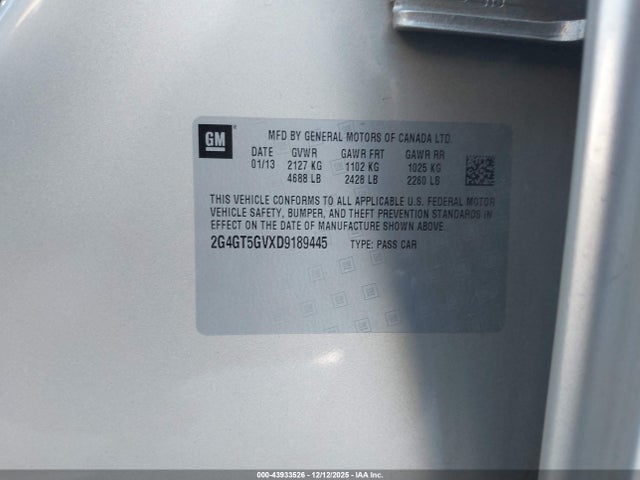 GM
MFD BY GENERAL MOTORS OF CANADA LTD.
DATE GVWR GAWR FRT GAWR RR
01/13 2127 KG 1102 KG 1025 KG
4688 LB 2428 LB 2260 LB
THIS VEHICLE CONFORMS TO ALL APPLICABLE U.S. FEDERAL MOTOR
VEHICLE SAFETY, BUMPER, AND THEFT PREVENTION STANDARDS IN
EFFECT ON THE DATE OF MANUFACTURE SHOWN ABOVE.
2G4GT5GVXD9189445 TYPE: PASS CAR
000-43933526 - 12/12/2025 - IAA Inc.